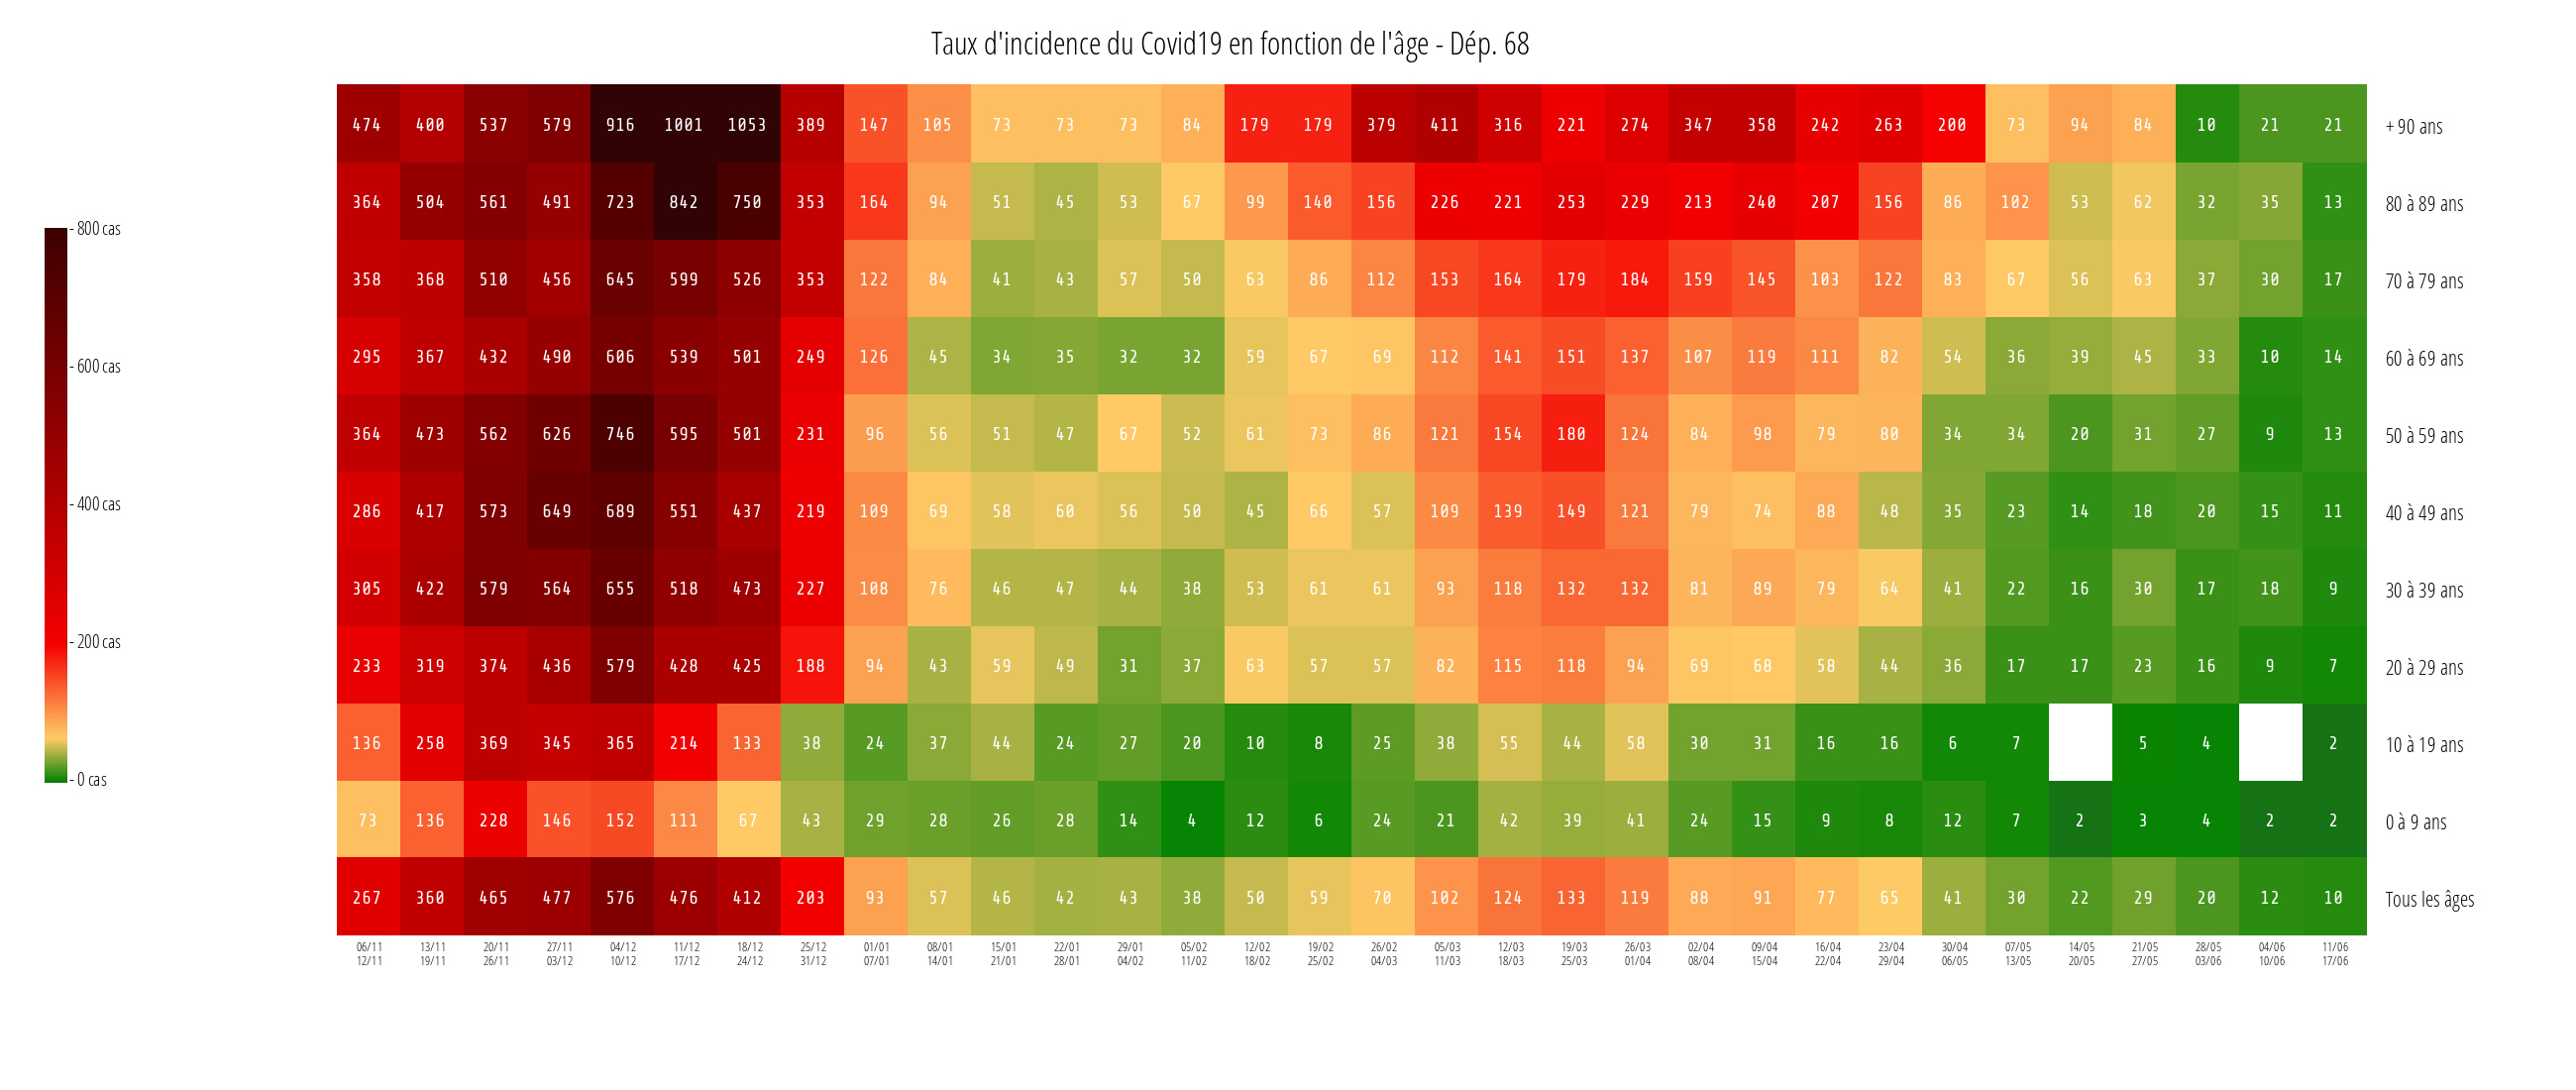 Taux d'incidence du Covid19 en fonction de l'âge - Dép. 68
- 800 cas
- 600 cas
- 400 cas
- 200 cas
- 0 cas
474 400 537 579 916 1001 1053 389 147 105 73 73 73 84 179 179 379 411 316 221 274 347 358 242 263 200 73 94 84 10 21 21 + 90 ans
364 504 561 491 723 842 750 353 164 94 51 45 53 67 99 140 156 226 221 253 229 213 240 207 156 86 102 53 62 32 35 13 80 à 89 ans
358 368 510 456 645 599 526 353 122 84 41 43 57 50 63 86 112 153 164 179 184 159 145 103 122 83 67 56 63 37 30 17 70 à 79 ans
295 367 432 490 606 539 501 249 126 45 34 35 32 32 59 67 69 112 141 151 137 107 119 111 82 54 36 39 45 33 10 14 60 à 69 ans
364 473 562 626 746 595 501 231 96 56 51 47 67 52 61 73 86 121 154 180 124 84 98 79 80 34 34 20 31 27 9 13 50 à 59 ans
286 417 573 649 689 551 437 219 109 69 58 60 56 50 45 66 57 109 139 149 121 79 74 88 48 35 23 14 18 20 15 11 40 à 49 ans
305 422 579 564 655 518 473 227 108 76 46 47 44 38 53 61 61 93 118 132 132 81 89 79 64 41 22 16 30 17 18 9 30 à 39 ans
233 319 374 436 579 428 425 188 94 43 59 49 31 37 63 57 57 82 115 118 94 69 68 58 44 36 17 17 23 16 9 7 20 à 29 ans
136 258 369 345 365 214 133 38 24 37 44 24 27 20 10 8 25 38 55 44 58 30 31 16 16 6 7 5 4 2 10 à 19 ans
73 136 228 146 152 111 67 43 29 28 26 28 14 4 12 6 24 21 42 39 41 24 15 9 8 12 7 2 3 4 2 2 0 à 9 ans
267 360 465 477 576 476 412 203 93 57 46 42 43 38 50 59 70 102 124 133 119 88 91 77 65 41 30 22 29 20 12 10 Tous les âges
06/11 13/11 20/11 27/11 04/12 11/12 18/12 25/12 01/01 08/01 15/01 22/01 29/01 05/02 12/02 19/02 26/02 05/03 12/03 19/03 26/03 02/04 09/04 16/04 23/04 30/04 07/05 14/05 21/05 28/05 04/06 11/06
12/11 19/11 26/11 03/12 10/12 17/12 24/12 31/12 07/01 14/01 21/01 28/01 04/02 11/02 18/02 25/02 04/03 11/03 18/03 25/03 01/04 08/04 15/04 22/04 29/04 06/05 13/05 20/05 27/05 03/06 10/06 17/06